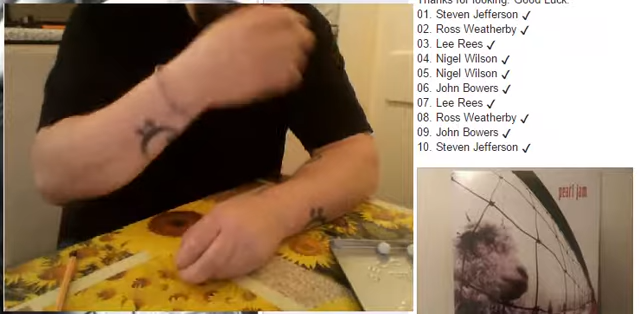 Thanks for looking. Good Luck.
01. Steven Jefferson ✓
02. Ross Weatherby ✓
03. Lee Rees ✓
04. Nigel Wilson ✓
05. Nigel Wilson ✓
06. John Bowers ✓
07. Lee Rees ✓
08. Ross Weatherby ✓
09. John Bowers ✓
10. Steven Jefferson ✓
pearl jam